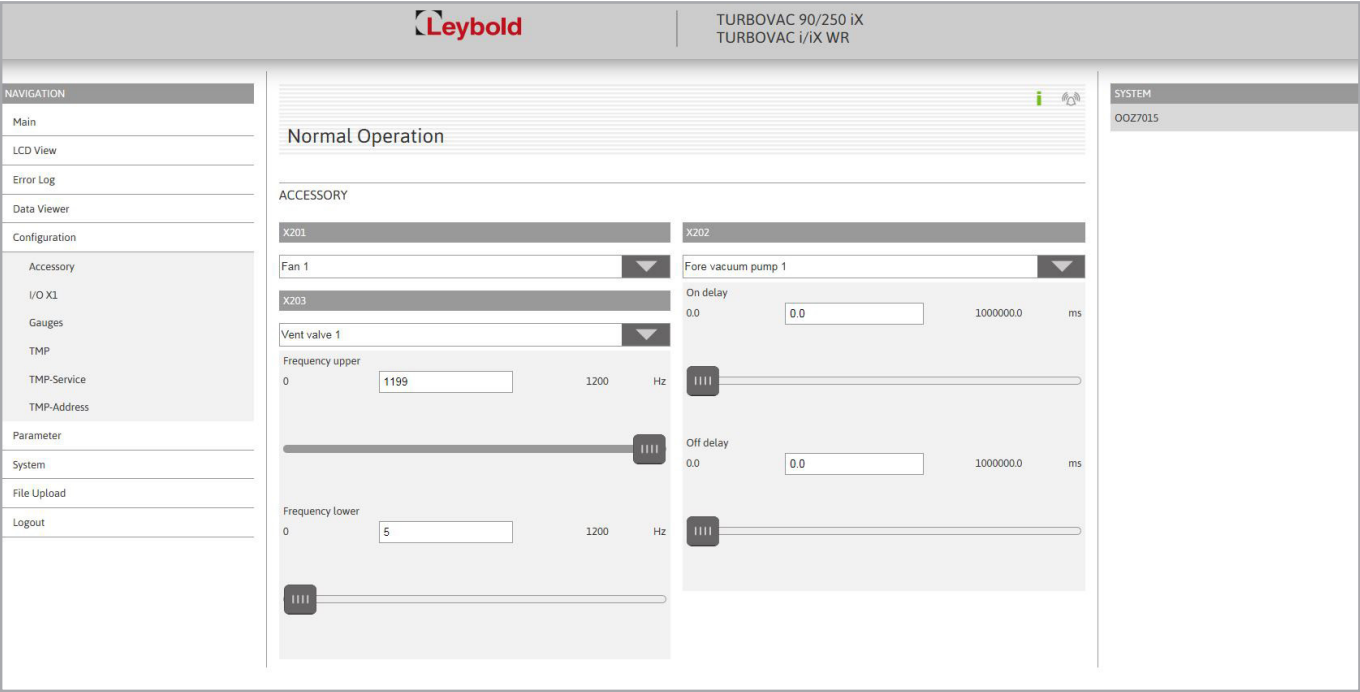 Leybold
TURBOVAC 90/250 iX
TURBOVAC i/iX WR
NAVIGATION
Main
LCD View
Error Log
Data Viewer
Configuration
Accessory
I/O X1
Gauges
TMP
TMP-Service
TMP-Address
Parameter
System
File Upload
Logout
Normal Operation
i
ACCESSORY
X201
Fan 1
X203
Vent valve 1
Frequency upper
0 1199 1200 Hz
Frequency lower
0 5 1200 Hz
X202
Fore vacuum pump 1
On delay
0.0 0.0 1000000.0 ms
Off delay
0.0 0.0 1000000.0 ms
SYSTEM
OOZ7015